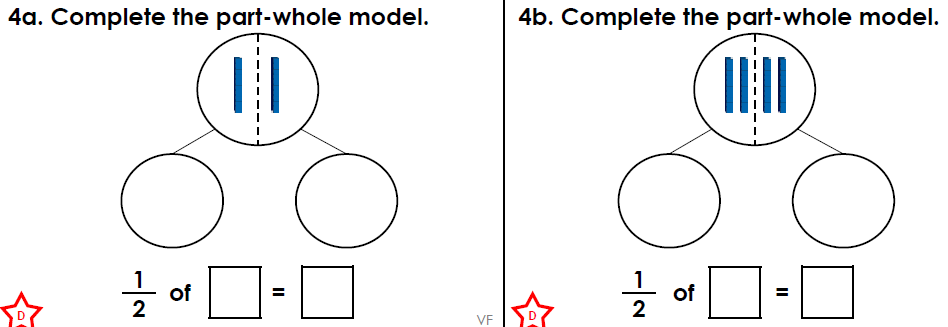 4a. Complete the part-whole model.
1
2
of
=
D
VF
4b. Complete the part-whole model.
1
2
of
=
D